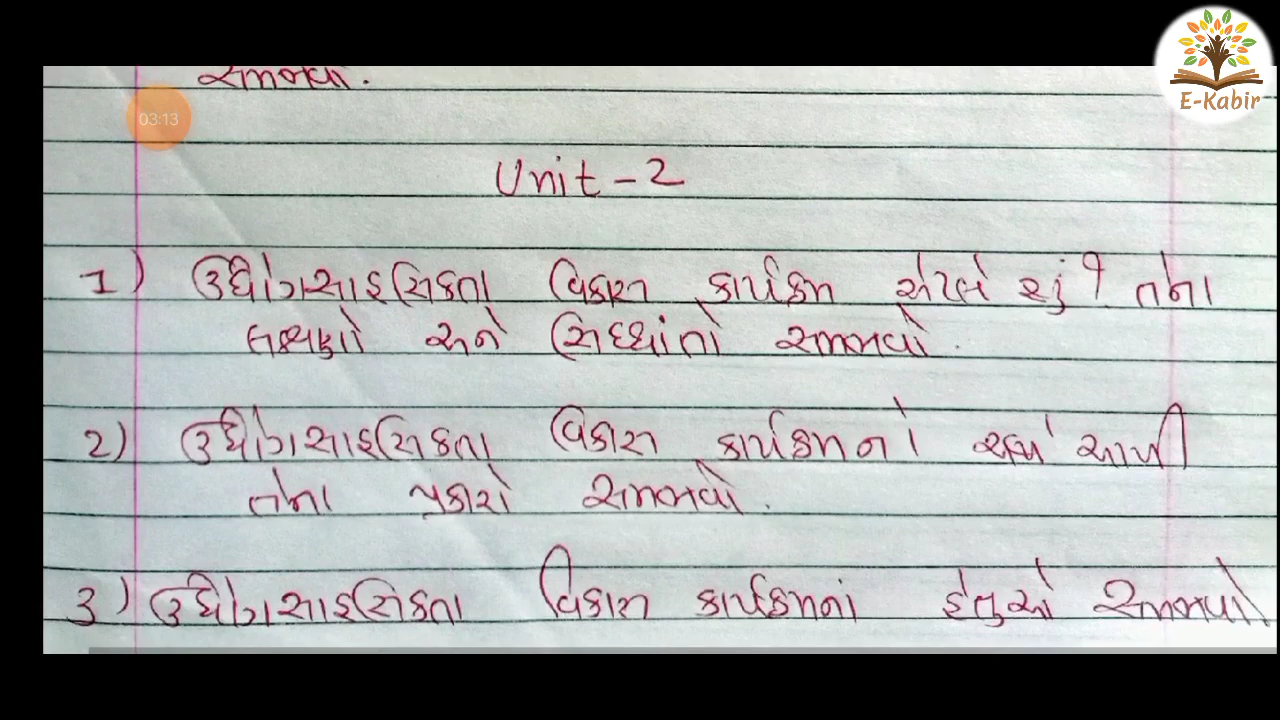 સમજાવો.
03:13
E-Kabir
Unit-2
1) ઉદ્યોગસાહસિકતા વિકાસ કાર્યક્રમ એટલે શું? તેના
લક્ષણો અને સિદ્ધાંતો સમજાવો.
2) ઉદ્યોગસાહસિકતા વિકાસ કાર્યક્રમનો અર્થ આપી
તેના પ્રકારો સમજાવો.
3) ઉદ્યોગસાહસિકતા વિકાસ કાર્યક્રમનાં હેતુઓ સમજાવો